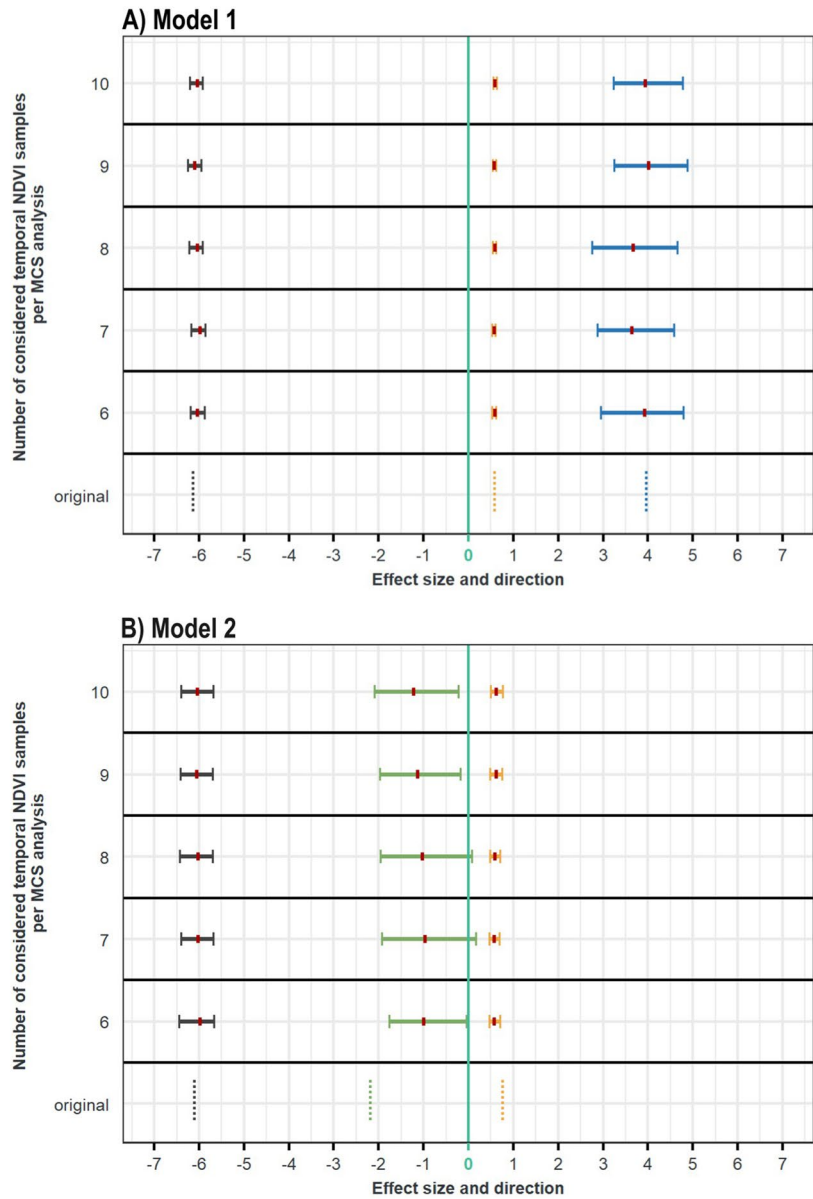 A) Model 1
Number of considered temporal NDVI samples
per MCS analysis
10
9
8
7
6
original
-7 -6 -5 -4 -3 -2 -1 0 1 2 3 4 5 6 7
Effect size and direction
B) Model 2
Number of considered temporal NDVI samples
per MCS analysis
10
9
8
7
6
original
-7 -6 -5 -4 -3 -2 -1 0 1 2 3 4 5 6 7
Effect size and direction